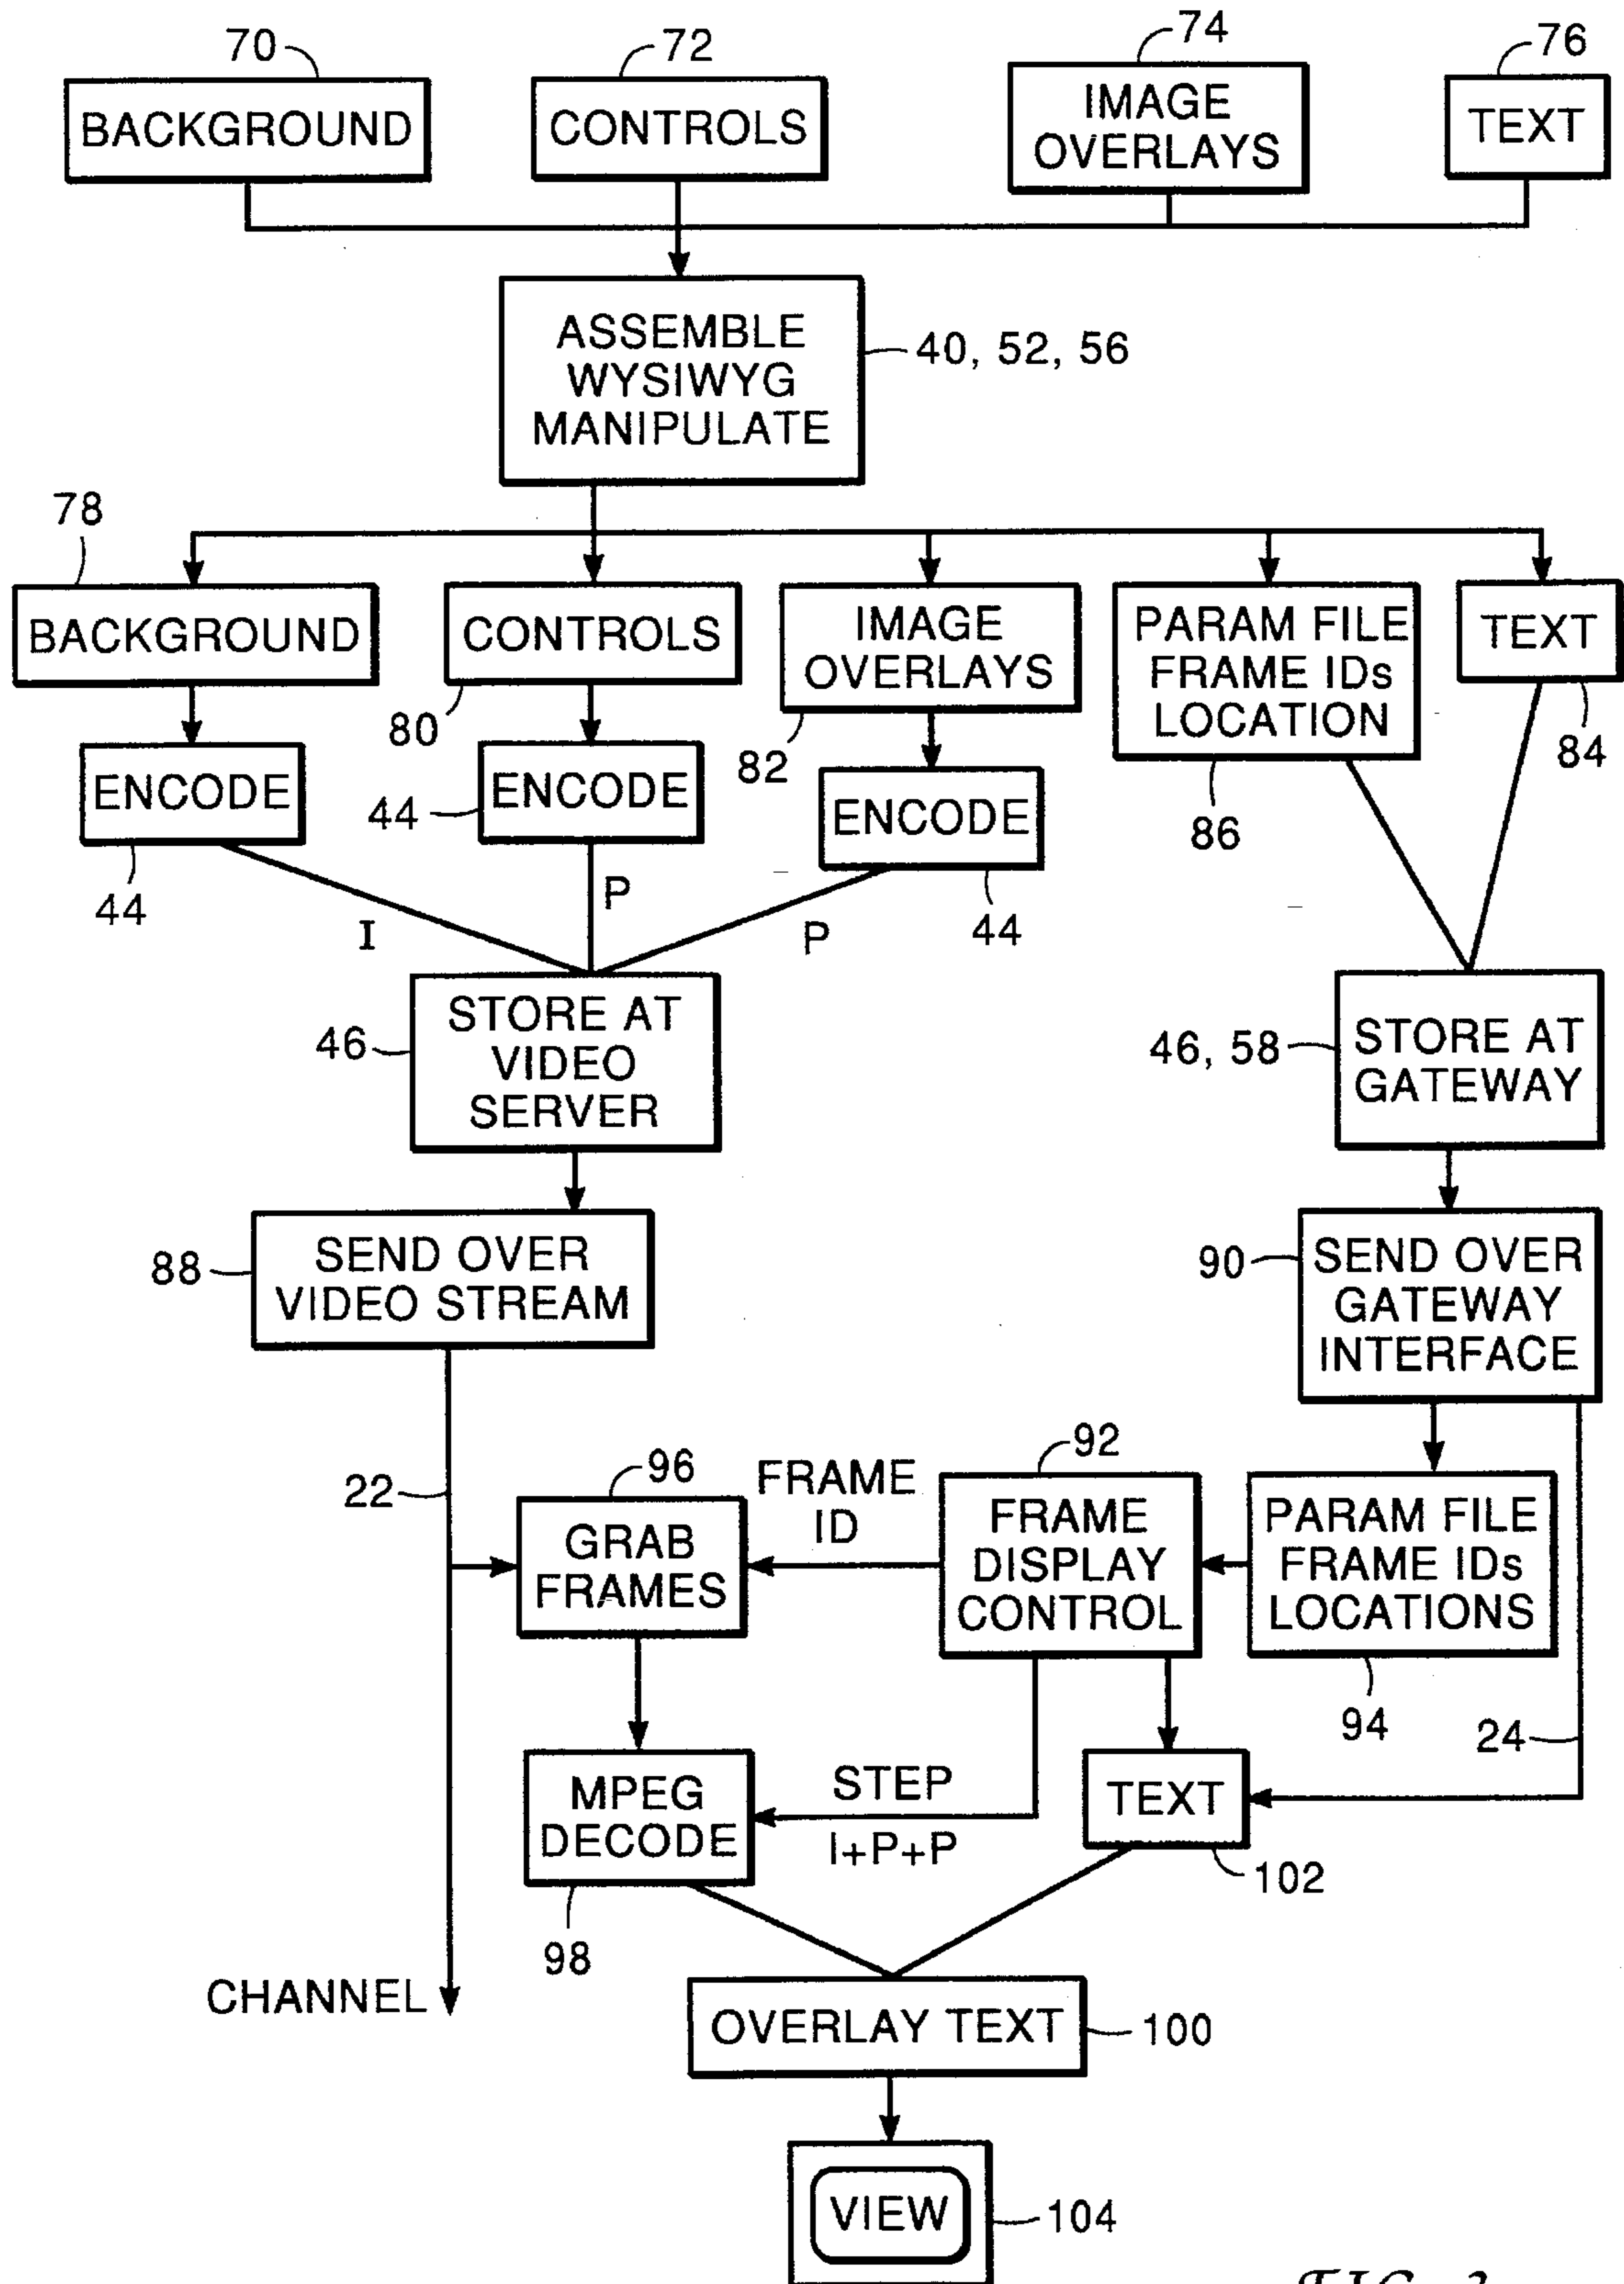 70
72
74
76
BACKGROUND
CONTROLS
IMAGE
OVERLAYS
TEXT
ASSEMBLE
WYSIWYG
MANIPULATE
40, 52, 56
78
BACKGROUND
CONTROLS
IMAGE
OVERLAYS
PARAM FILE
FRAME IDs
LOCATION
TEXT
80
82
86
84
ENCODE
44
ENCODE
44
ENCODE
44
I
P
P
STORE AT
VIDEO
SERVER
46
46, 58
STORE AT
GATEWAY
88
SEND OVER
VIDEO STREAM
90
SEND OVER
GATEWAY
INTERFACE
22
96
GRAB
FRAMES
FRAME
ID
92
FRAME
DISPLAY
CONTROL
PARAM FILE
FRAME IDs
LOCATIONS
94
24
MPEG
DECODE
98
STEP
I+P+P
TEXT
102
CHANNEL
OVERLAY TEXT
100
VIEW
104